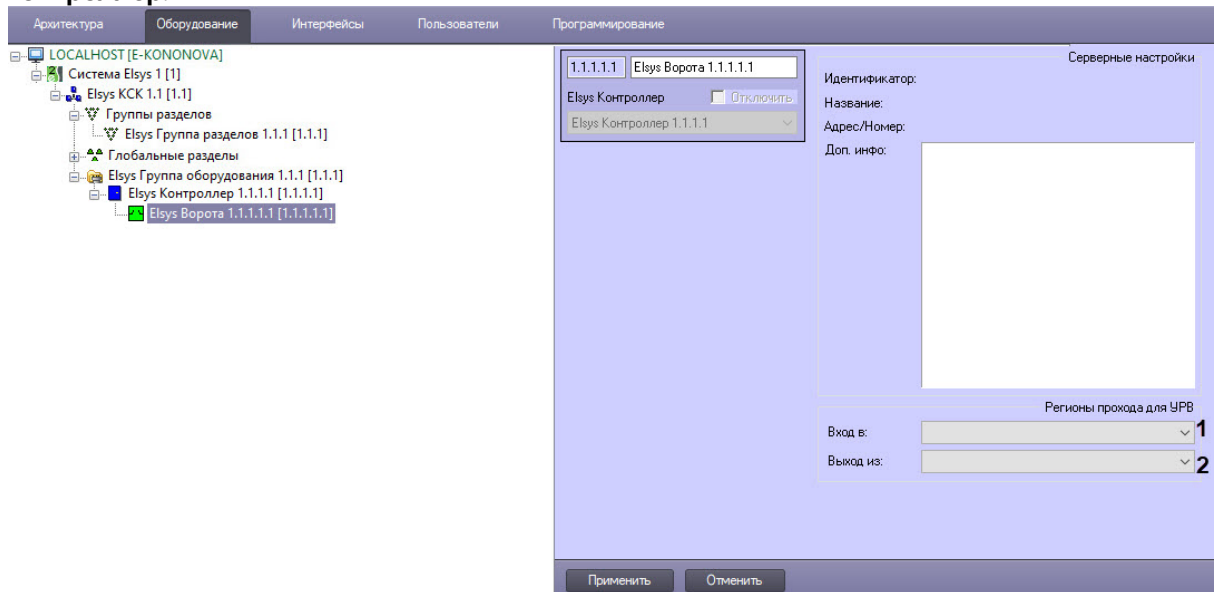 Архитектура Оборудование Интерфейсы Пользователи Программирование
LOCALHOST [E-KONONOVA]
Система Elsys 1 [1]
Elsys КСК 1.1 [1.1]
Группы разделов
Elsys Группа разделов 1.1.1 [1.1.1]
Глобальные разделы
Elsys Группа оборудования 1.1.1 [1.1.1]
Elsys Контроллер 1.1.1.1 [1.1.1.1]
Elsys Ворота 1.1.1.1.1 [1.1.1.1.1]
1.1.1.1.1 Elsys Ворота 1.1.1.1.1
Elsys Контроллер Отключить
Elsys Контроллер 1.1.1.1
Серверные настройки
Идентификатор:
Название:
Адрес/Номер:
Доп. инфо:
Регионы прохода для УРВ
Вход в: 1
Выход из: 2
Применить Отменить